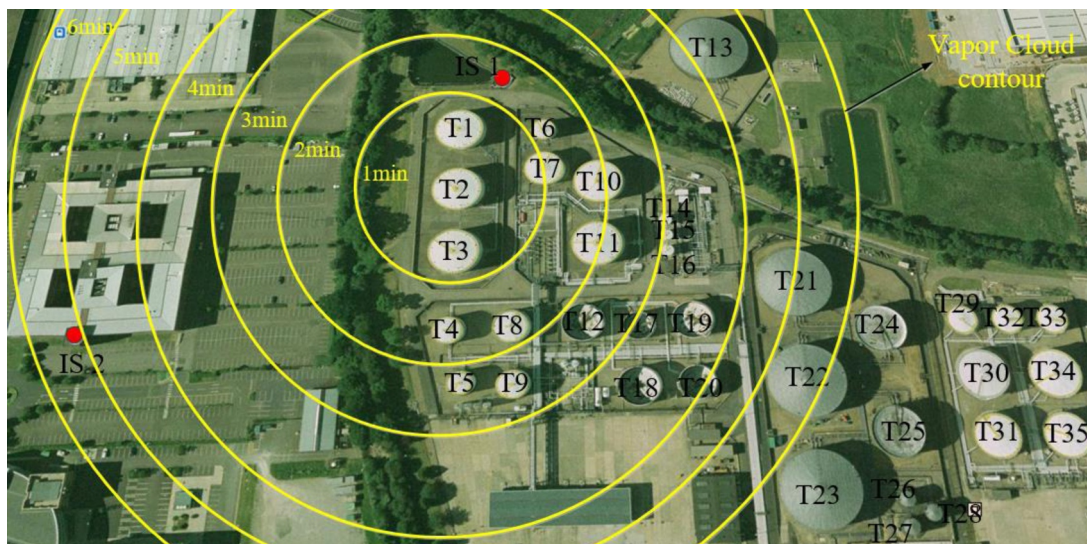 6min
5min
4min
3min
2min
1min
IS 1
IS 2
Vapor Cloud
contour
T13
T1
T6
T7
T2
T10
T14
T15
T3
T11
T16
T21
T4
T8
T12
T17
T19
T24
T29
T32
T33
T5
T9
T18
T20
T22
T30
T34
T25
T31
T35
T23
T26
T28
T27